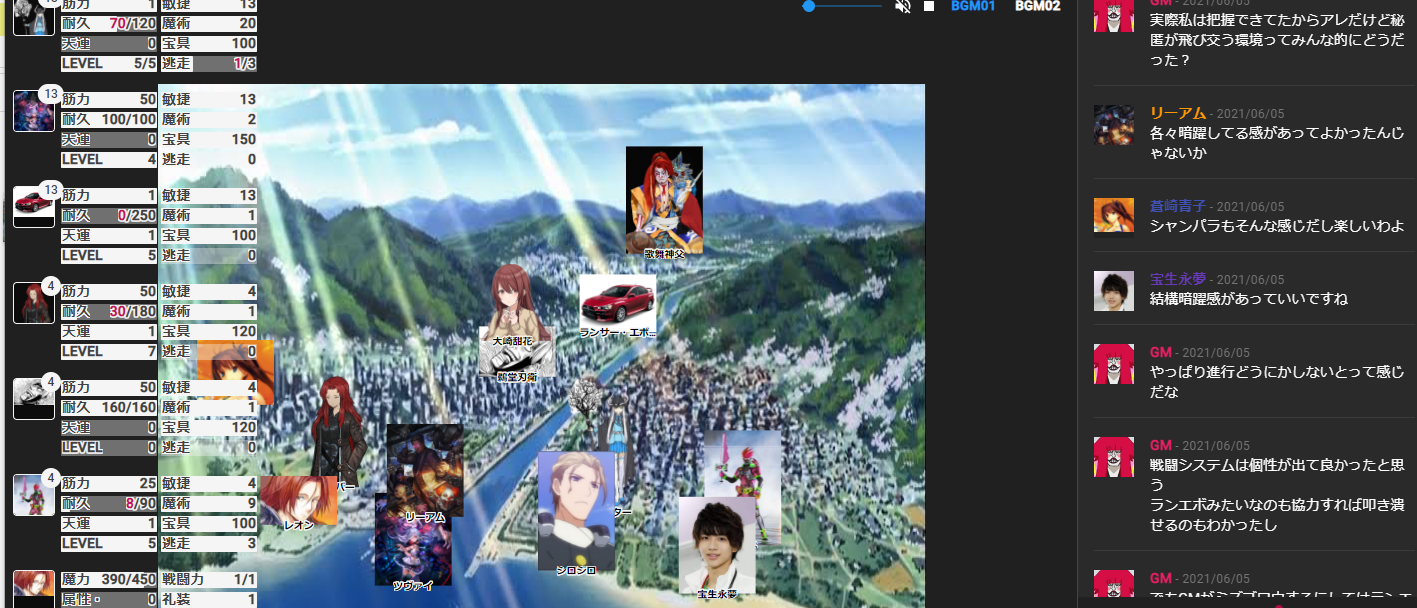 筋力 1 敏捷 13
耐久 70/120 魔術 20
天運 0 宝具 100
LEVEL 5/5 逃走 1/3
13
筋力 50 敏捷 13
耐久 100/100 魔術 2
天運 0 宝具 150
LEVEL 4 逃走 0
13
筋力 1 敏捷 13
耐久 0/250 魔術 1
天運 1 宝具 100
LEVEL 5 逃走 0
4
筋力 50 敏捷 4
耐久 30/180 魔術 1
天運 1 宝具 120
LEVEL 7 逃走 0
4
筋力 50 敏捷 4
耐久 160/160 魔術 1
天運 0 宝具 120
LEVEL 0 逃走 0
4
筋力 25 敏捷 4
耐久 8/90 魔術 9
天運 1 宝具 100
LEVEL 5 逃走 3
魔力 390/450 戦闘力 1/1
属性・ 0 礼装 1
BGM01 BGM02
歌舞神父
ランサー・エボ…
大崎甜花
鵜堂刃衛
バー
レオン
リーアム
ツヴァイ
ター
シロシロ
宝生永夢
GM - 2021/06/05
実際私は把握できてたからアレだけど秘
匿が飛び交う環境ってみんな的にどうだ
った？
リーアム - 2021/06/05
各々暗躍してる感があってよかったんじ
ゃないか
蒼崎青子 - 2021/06/05
シャンパラもそんな感じだし楽しいわよ
宝生永夢 - 2021/06/05
結構暗躍感があっていいですね
GM - 2021/06/05
やっぱり進行どうにかしないとって感じ
だな
GM - 2021/06/05
戦闘システムは個性が出て良かったと思
う
ランエボみたいなのも協力すれば叩き潰
せるのもわかったし
GM - 2021/06/05